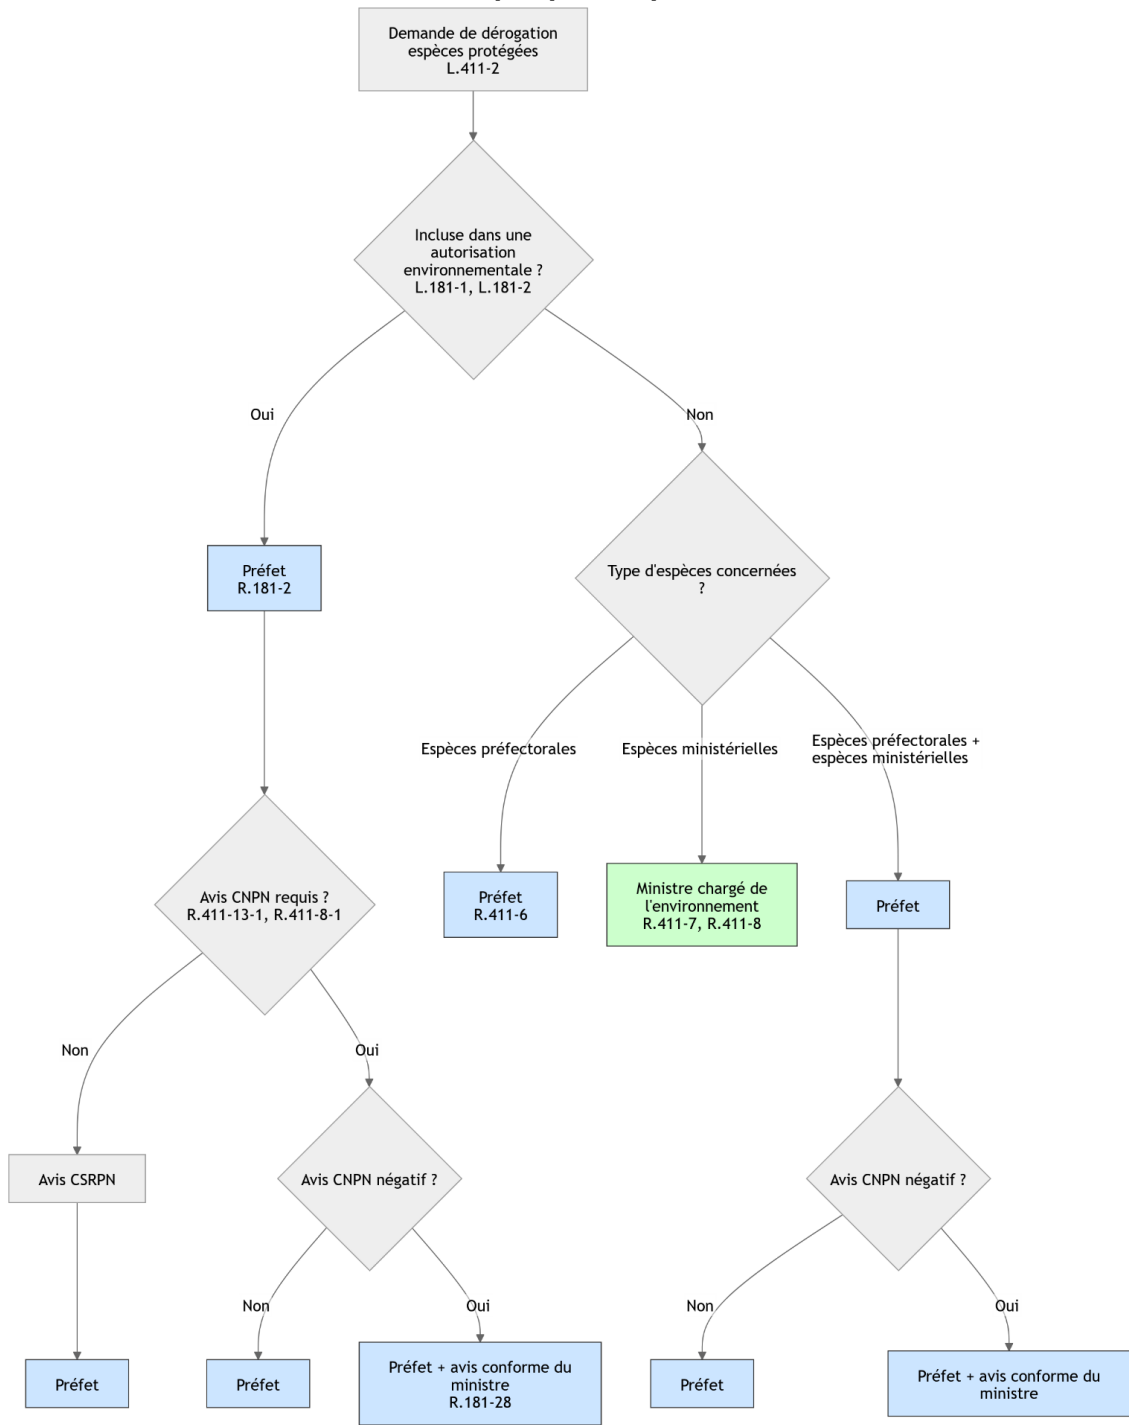 Demande de dérogation
espèces protégées
L.411-2
Incluse dans une
autorisation
environnementale ?
L.181-1, L.181-2
Oui
Non
Préfet
R.181-2
Type d'espèces concernées
?
Espèces préfectorales
Espèces ministérielles
Espèces préfectorales +
espèces ministérielles
Préfet
R.411-6
Ministre chargé de
l'environnement
R.411-7, R.411-8
Préfet
Avis CNPN requis ?
R.411-13-1, R.411-8-1
Non
Oui
Avis CSRPN
Avis CNPN négatif ?
Avis CNPN négatif ?
Non
Oui
Non
Oui
Préfet
Préfet
Préfet + avis conforme du
ministre
R.181-28
Préfet
Préfet + avis conforme du
ministre